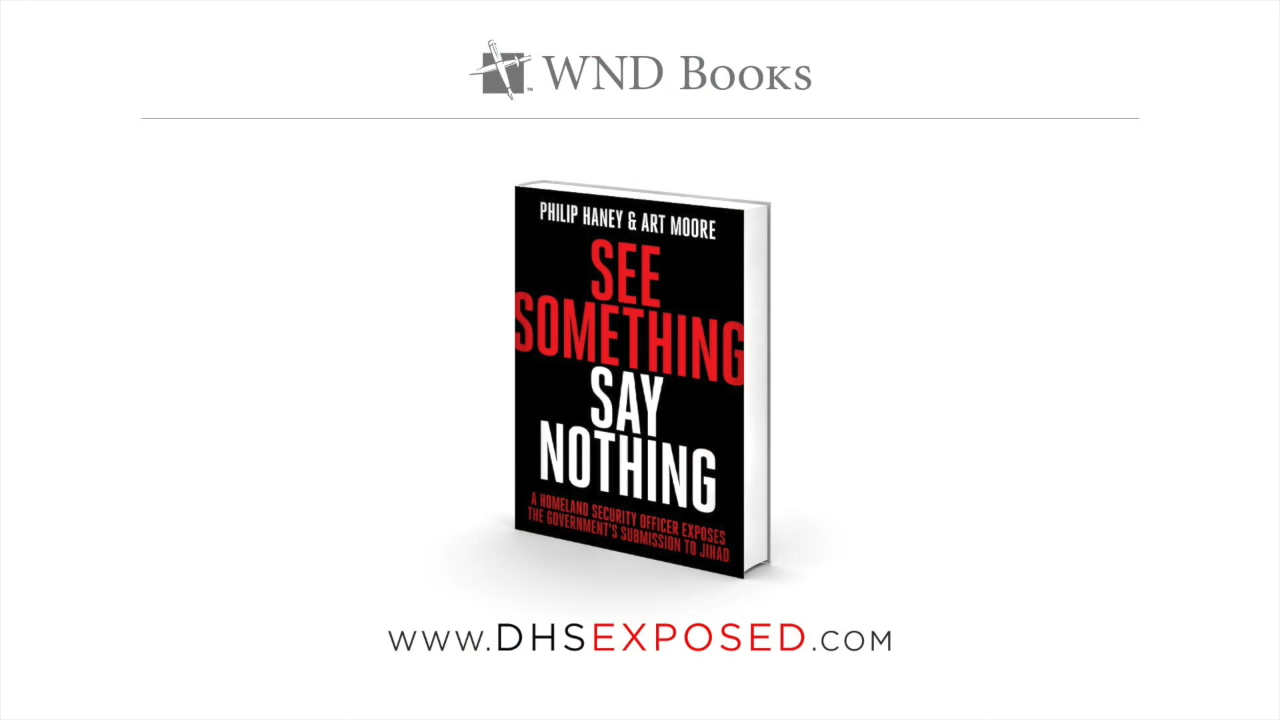 WND BOOKS
PHILIP HANEY & ART MOORE
SEE
SOMETHING
SAY
NOTHING
A HOMELAND SECURITY OFFICER EXPOSES
THE GOVERNMENT'S SUBMISSION TO JIHAD
WWW.DHSEXPOSED.COM